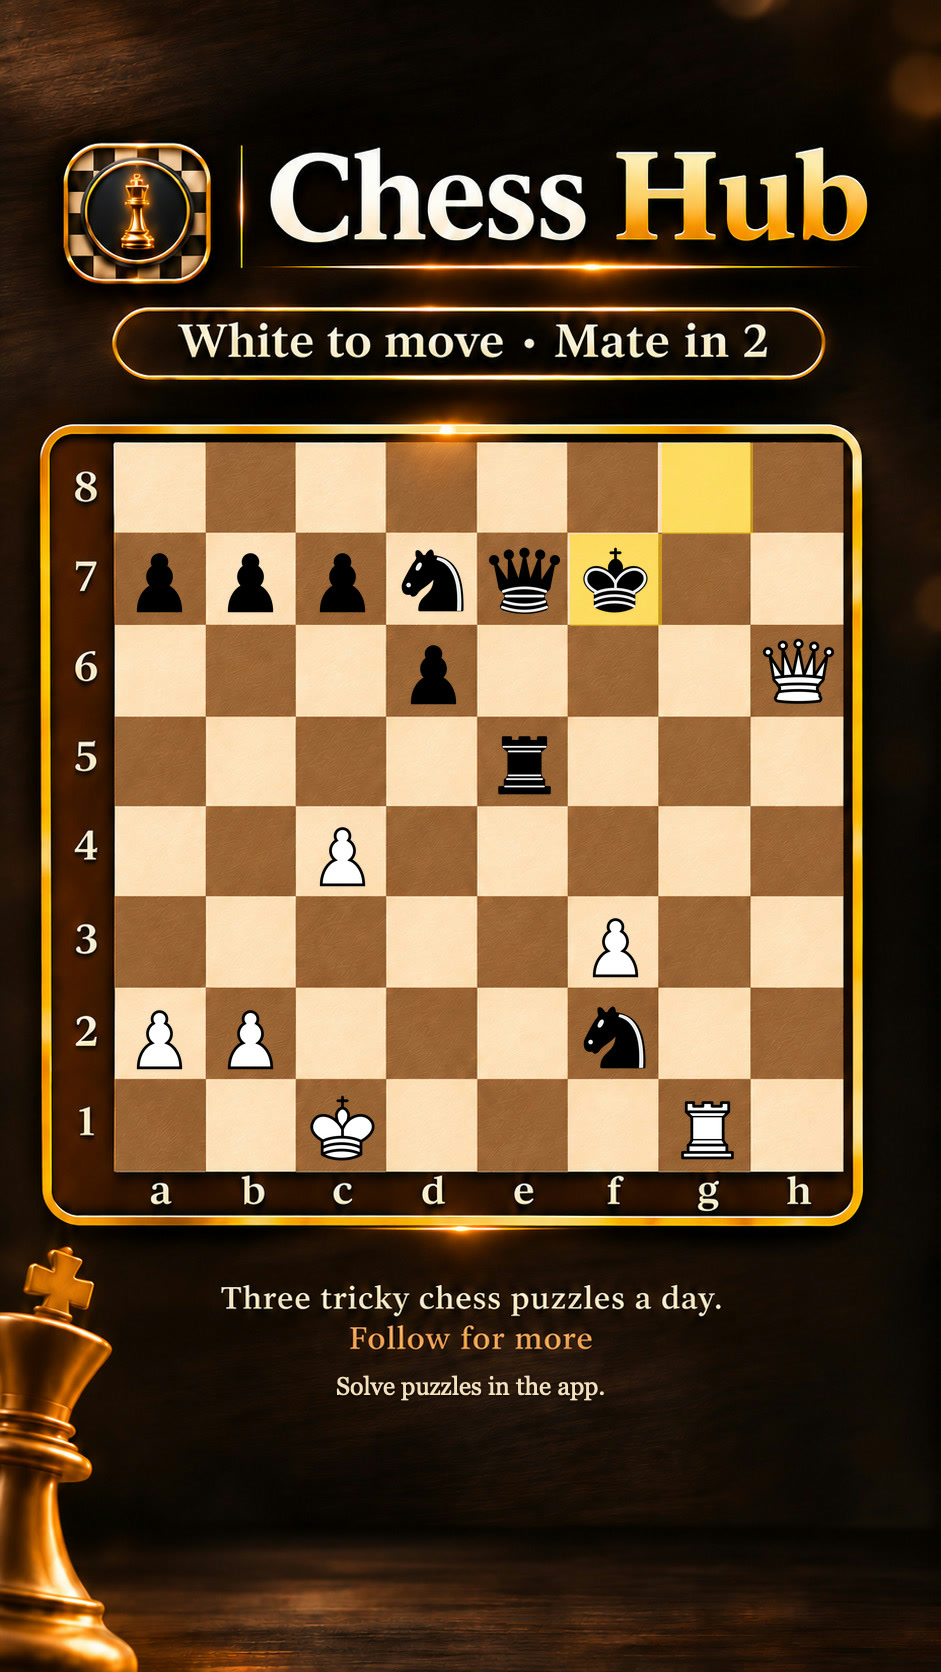 Chess Hub
White to move • Mate in 2
8
7
6
5
4
3
2
1
a b c d e f g h
Three tricky chess puzzles a day.
Follow for more
Solve puzzles in the app.